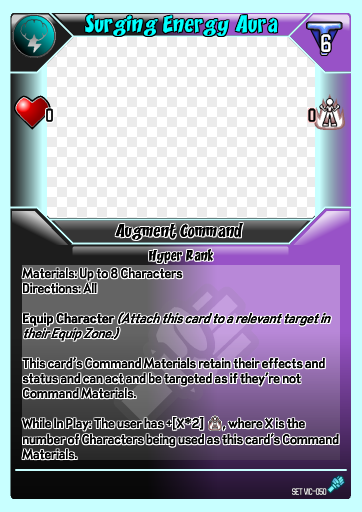 Surging Energy Aura
6
0
0
Augment Command
Hyper Rank
Materials: Up to 8 Characters
Directions: All
Equip Character (Attach this card to a relevant target in
their Equip Zone.)
This card's Command Materials retain their effects and
status and can act and be targeted as if they're not
Command Materials.
While In Play: The user has +[X*2] , where X is the
number of Characters being used as this card's Command
Materials.
SET VIC-050